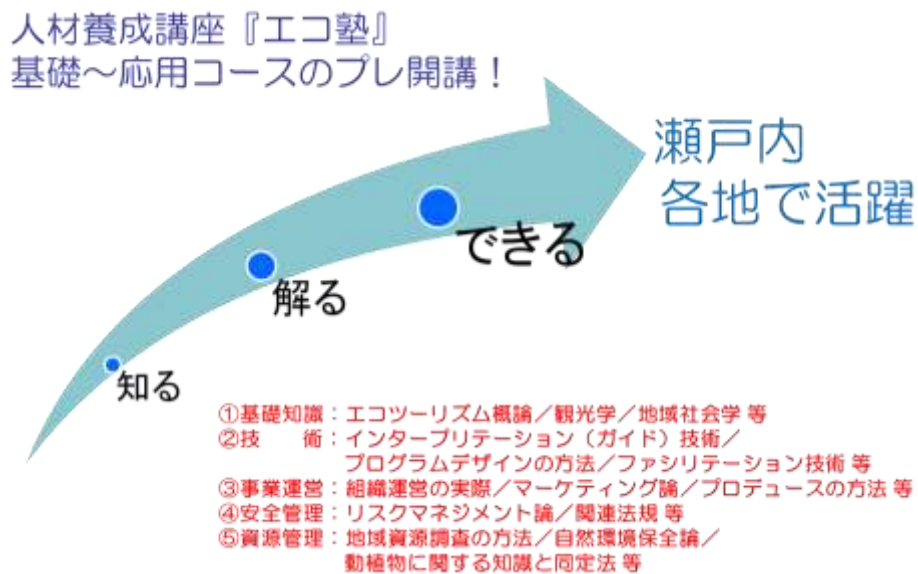 人材養成講座『エコ塾』
基礎～応用コースのプレ開講！
瀬戸内
各地で活躍
できる
解る
知る
①基礎知識：エコツーリズム概論／観光学／地域社会学 等
②技　　術：インタープリテーション（ガイド）技術／
プログラムデザインの方法／ファシリテーション技術 等
③事業運営：組織運営の実際／マーケティング論／プロデュースの方法 等
④安全管理：リスクマネジメント論／関連法規 等
⑤資源管理：地域資源調査の方法／自然環境保全論／
動植物に関する知識と同定法 等